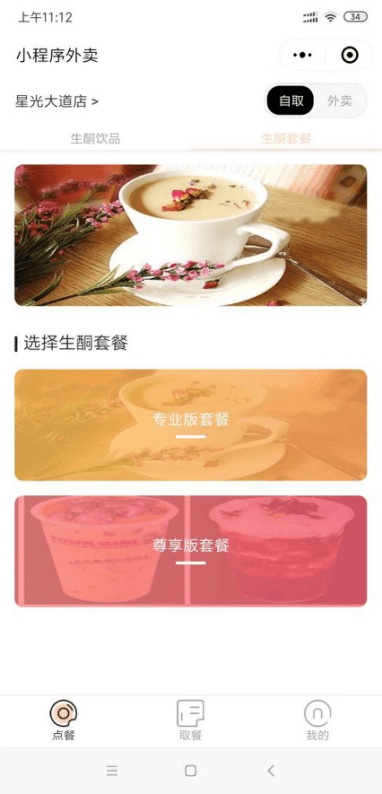 上午11:12
34
小程序外卖
星光大道店 >
自取 外卖
生酮饮品 生酮套餐
选择生酮套餐
专业版套餐
尊享版套餐
点餐 取餐 我的